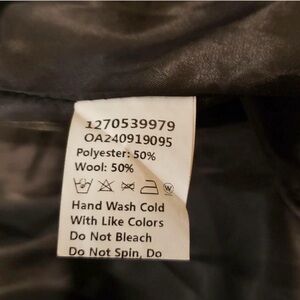 1270539979
OA240919095
Polyester: 50%
Wool: 50%
Hand Wash Cold
With Like Colors
Do Not Bleach
Do Not Spin, Do